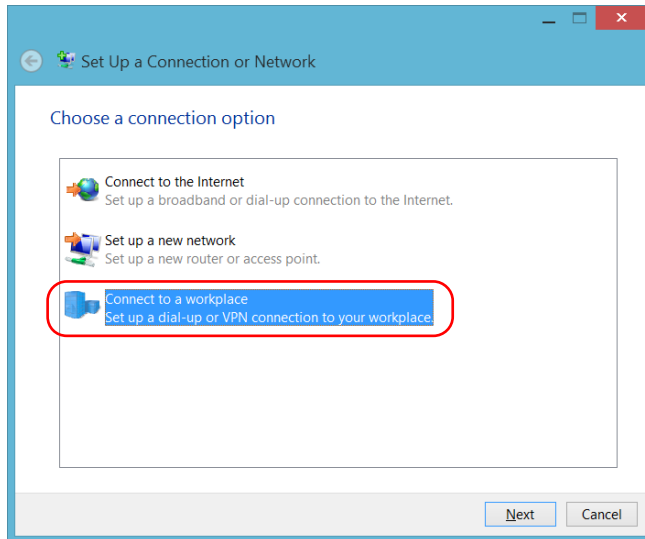 Set Up a Connection or Network
Choose a connection option
Connect to the Internet
Set up a broadband or dial-up connection to the Internet.
Set up a new network
Set up a new router or access point.
Connect to a workplace
Set up a dial-up or VPN connection to your workplace.
Next Cancel